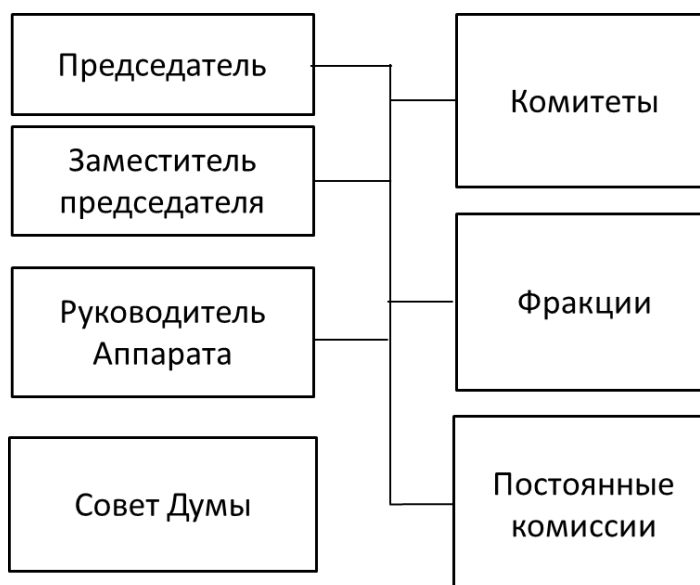 Председатель
Заместитель
председателя
Руководитель
Аппарата
Совет Думы
Комитеты
Фракции
Постоянные
комиссии